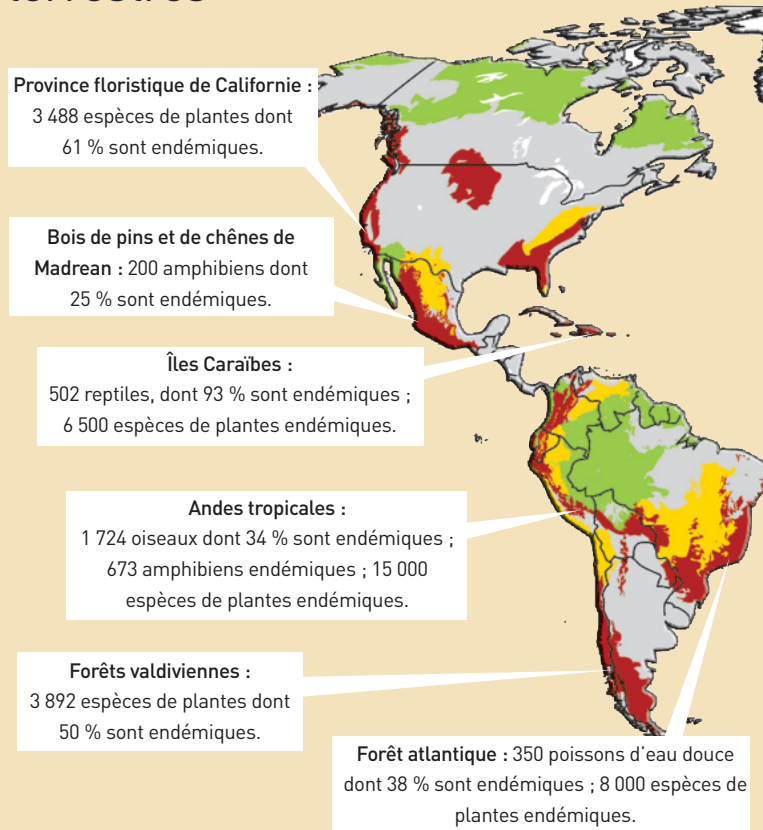 Province floristique de Californie :
3 488 espèces de plantes dont
61 % sont endémiques.
Bois de pins et de chênes de
Madrean : 200 amphibiens dont
25 % sont endémiques.
Îles Caraïbes :
502 reptiles, dont 93 % sont endémiques ;
6 500 espèces de plantes endémiques.
Andes tropicales :
1 724 oiseaux dont 34 % sont endémiques ;
673 amphibiens endémiques ; 15 000
espèces de plantes endémiques.
Forêts valdiviennes :
3 892 espèces de plantes dont
50 % sont endémiques.
Forêt atlantique : 350 poissons d'eau douce
dont 38 % sont endémiques ; 8 000 espèces de
plantes endémiques.